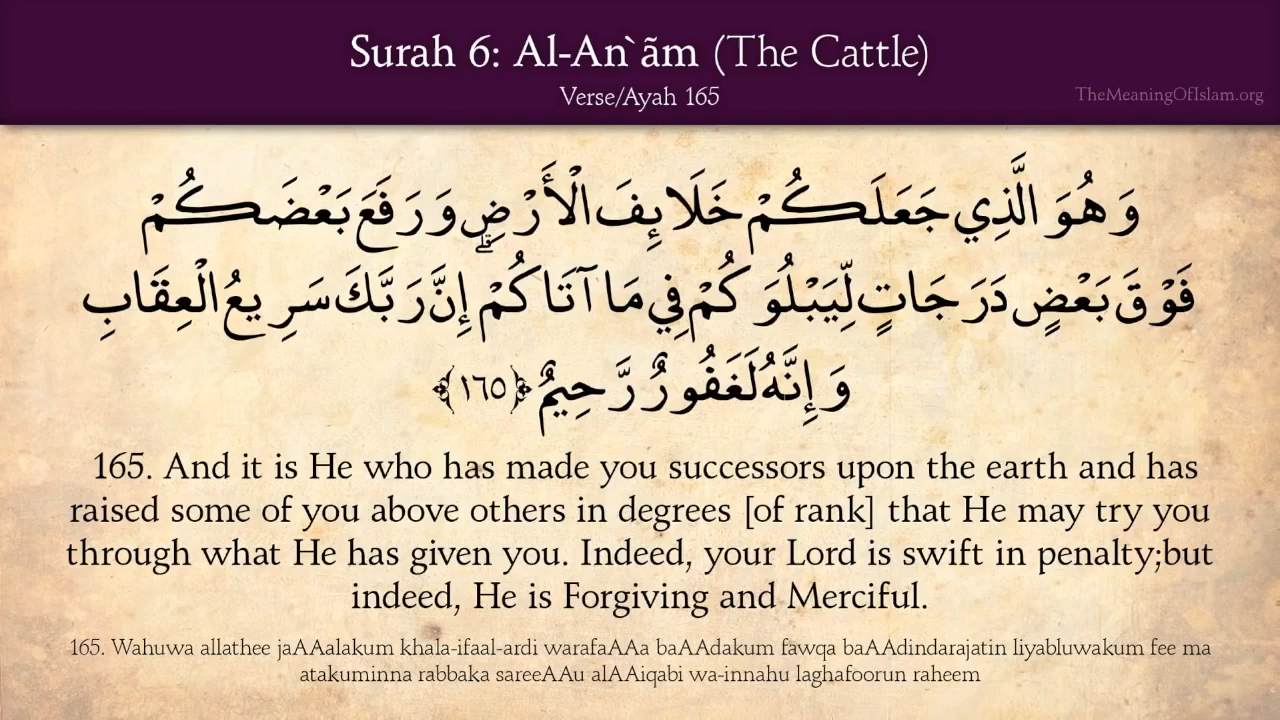 Surah 6: Al-An`ãm (The Cattle)
Verse/Ayah 165
TheMeaningOfIslam.org
وَهُوَ الَّذِي جَعَلَكُمْ خَلَائِفَ الْأَرْضِ وَرَفَعَ بَعْضَكُمْ
فَوْقَ بَعْضٍ دَرَجَاتٍ لِّيَبْلُوَكُمْ فِي مَا آتَاكُمْ ۗ إِنَّ رَبَّكَ سَرِيعُ الْعِقَابِ
وَإِنَّهُ لَغَفُورٌ رَّحِيمٌ ﴿١٦٥﴾
165. And it is He who has made you successors upon the earth and has
raised some of you above others in degrees [of rank] that He may try you
through what He has given you. Indeed, your Lord is swift in penalty;but
indeed, He is Forgiving and Merciful.
165. Wahuwa allathee jaAAalakum khala-ifaal-ardi warafaAAa baAAdakum fawqa baAAdindarajatin liyabluwakum fee ma
atakuminna rabbaka sareeAAu alAAiqabi wa-innahu laghafoorun raheem